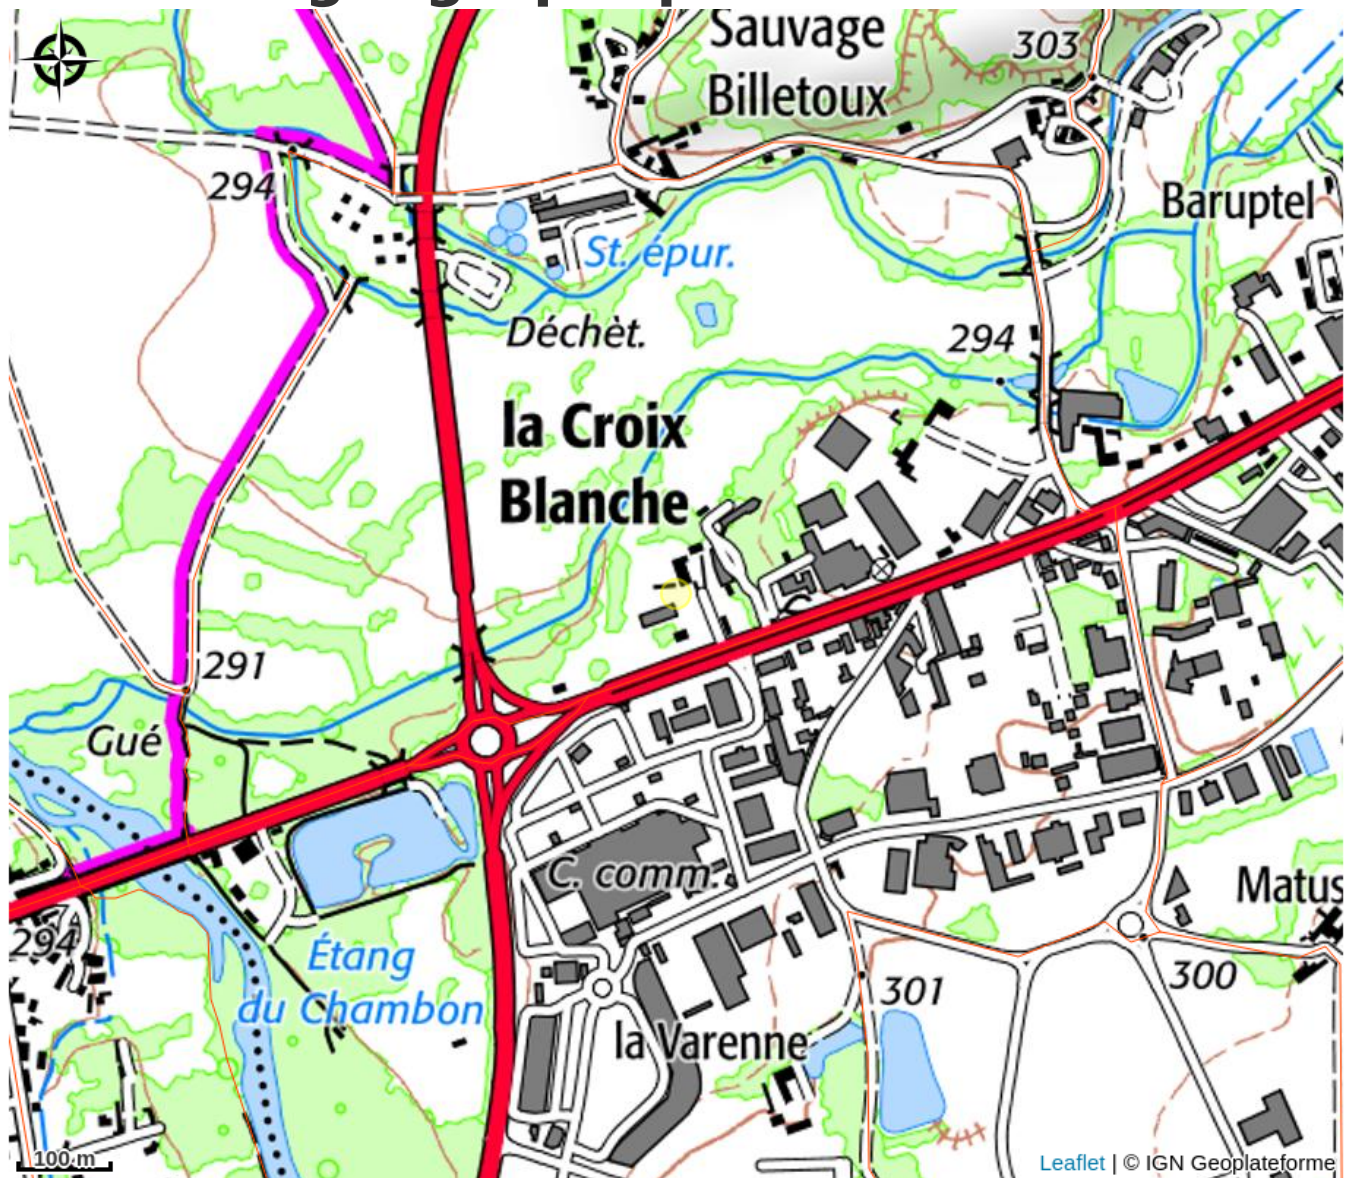 Sauvage
Billetoux
303
294
Baruptel
St. épur.
Déchèt.
294
la Croix
Blanche
291
Gué
C. comm.
Matus
294
Étang
du Chambon
301
300
la Varenne
100 m
Leaflet | © IGN Geoplateforme